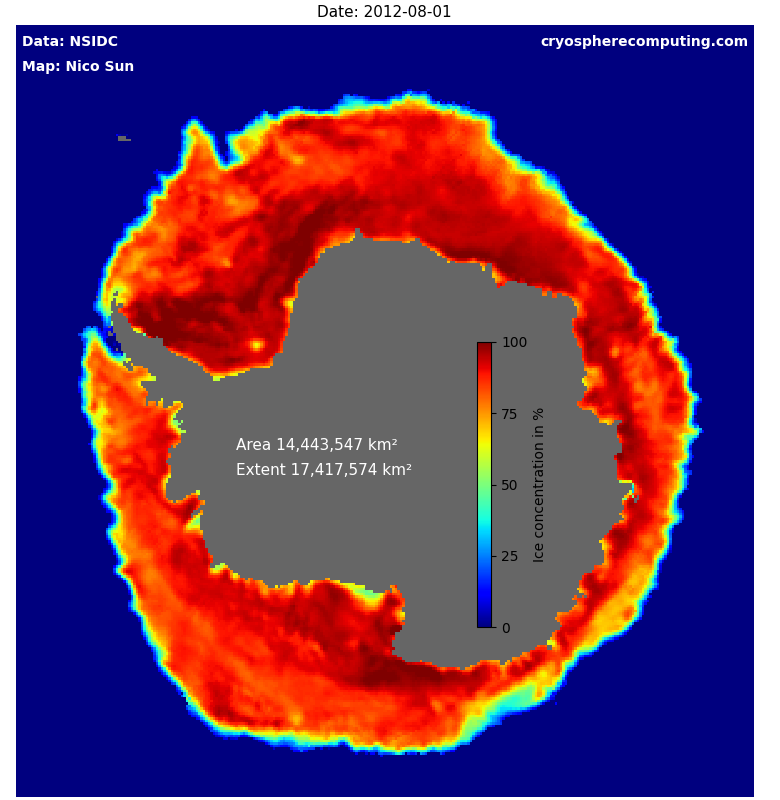 Date: 2012-08-01
Data: NSIDC
cryospherecomputing.com
Map: Nico Sun
100
75
50
25
0
Ice concentration in %
Area 14,443,547 km²
Extent 17,417,574 km²